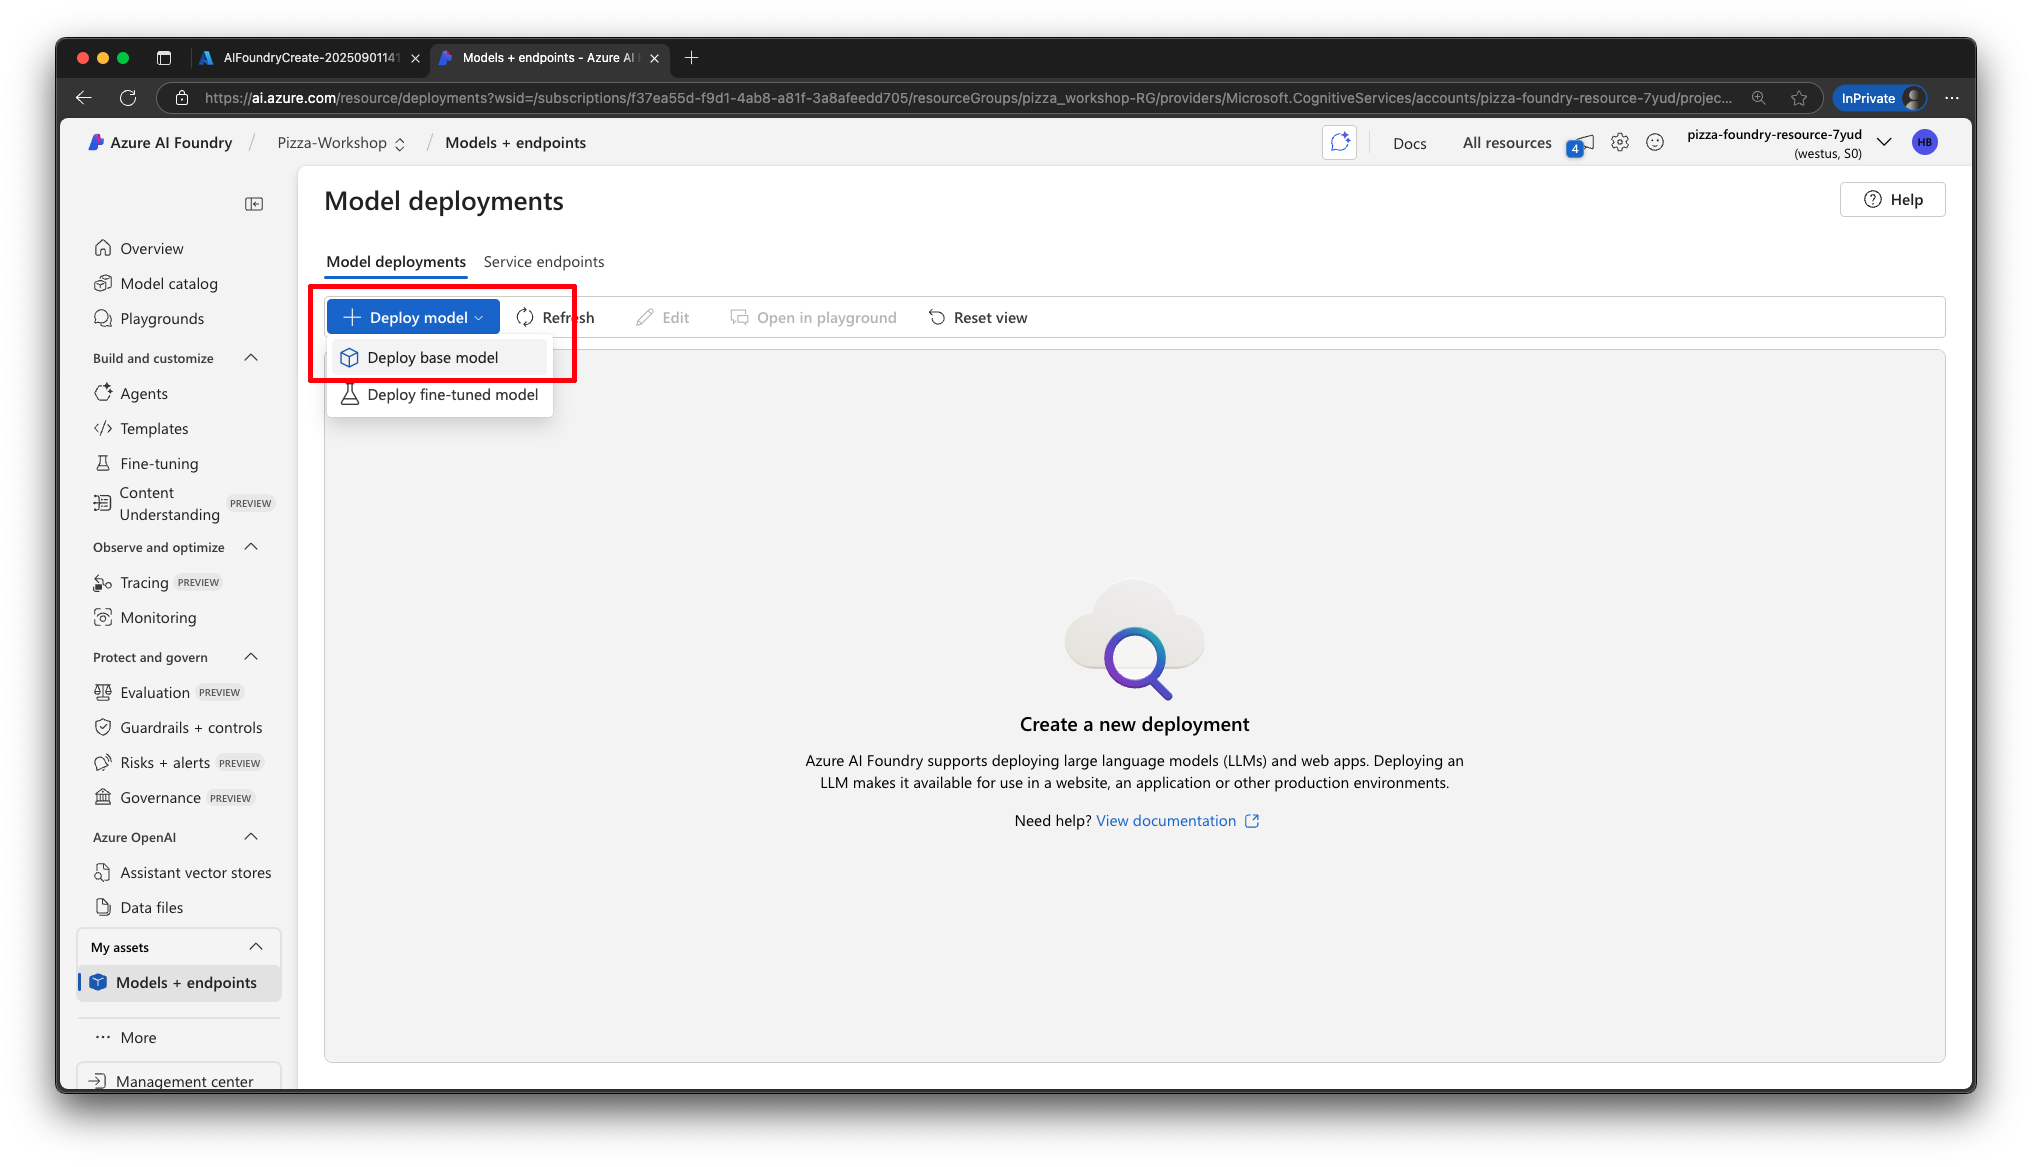 AIFoundryCreate-20250901141
Models + endpoints - Azure AI
https://ai.azure.com/resource/deployments?wsid=/subscriptions/f37ea55d-f9d1-4ab8-a81f-3a8afeedd705/resourceGroups/pizza_workshop-RG/providers/Microsoft.CognitiveServices/accounts/pizza-foundry-resource-7yud/projec...
InPrivate
Azure AI Foundry / Pizza-Workshop / Models + endpoints
Docs
All resources
4
pizza-foundry-resource-7yud
(westus, S0)
HB
Overview
Model catalog
Playgrounds
Build and customize
Agents
Templates
Fine-tuning
Content
Understanding PREVIEW
Observe and optimize
Tracing PREVIEW
Monitoring
Protect and govern
Evaluation PREVIEW
Guardrails + controls
Risks + alerts PREVIEW
Governance PREVIEW
Azure OpenAI
Assistant vector stores
Data files
My assets
Models + endpoints
More
Management center
Model deployments
Help
Model deployments Service endpoints
Deploy model Refresh Edit Open in playground Reset view
Deploy base model
Deploy fine-tuned model
Create a new deployment
Azure AI Foundry supports deploying large language models (LLMs) and web apps. Deploying an
LLM makes it available for use in a website, an application or other production environments.
Need help? View documentation